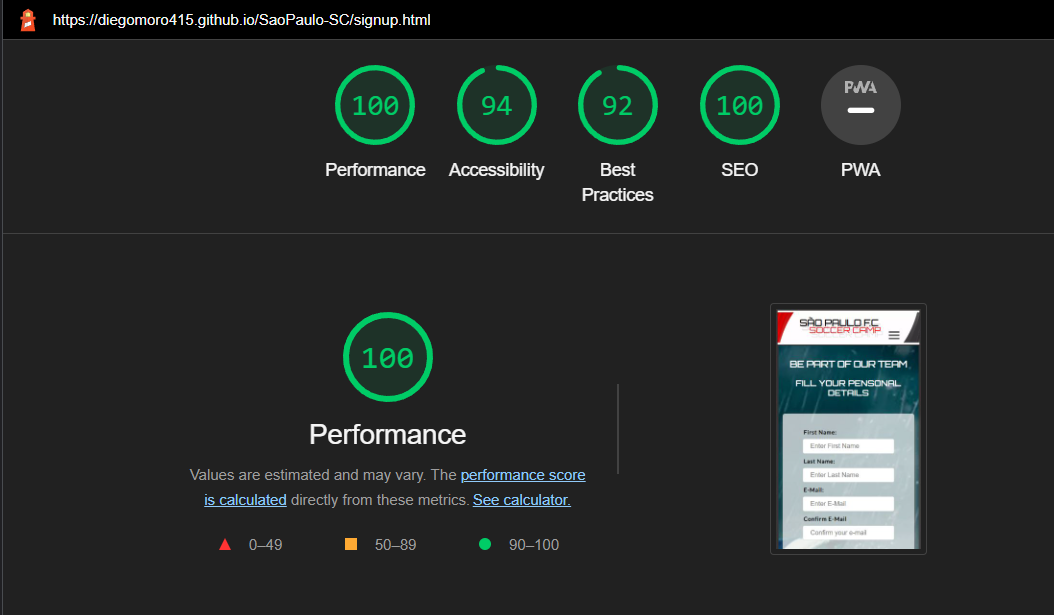 https://diegomoro415.github.io/SaoPaulo-SC/signup.html
100
94
92
100
PWA
Performance
Accessibility
Best
Practices
SEO
PWA
100
Performance
Values are estimated and may vary. The performance score
is calculated directly from these metrics. See calculator.
0–49
50–89
90–100
SÃO PAULO F.C
SOCCER CAMP
BE PART OF OUR TEAM
FILL YOUR PENSONAL
DETAILS
First Name:
Enter First Name
Last Name:
Enter Last Name
E-Mail:
Enter E-Mail
Confirm E-Mail
Confirm your e-mail